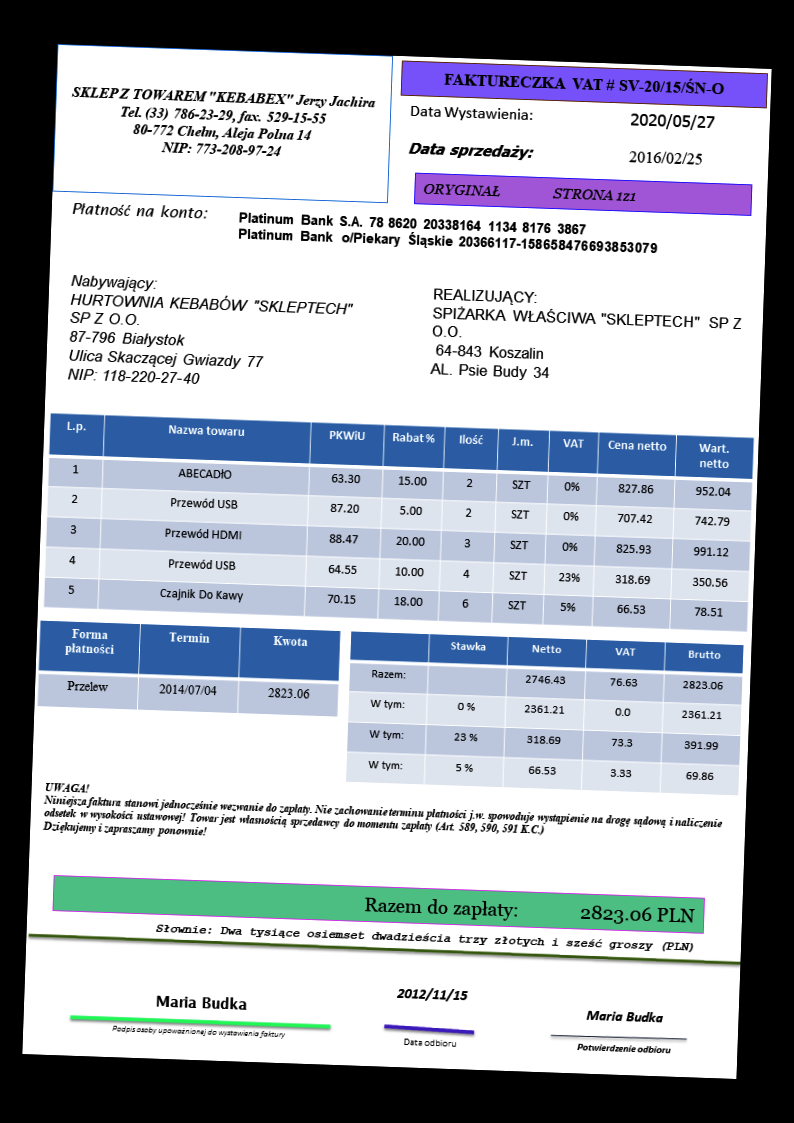 SKLEP Z TOWAREM "KEBABEX" Jerzy Jachira
Tel. (33) 786-23-29, fax. 529-15-55
80-772 Chełm, Aleja Polna 14
NIP: 773-208-97-24
FAKTURECZKA VAT # SV-20/15/ŚN-O
Data Wystawienia: 2020/05/27
Data sprzedaży: 2016/02/25
ORYGINAŁ STRONA 1z1
Płatność na konto:
Platinum Bank S.A. 78 8620 20338164 1134 8176 3867
Platinum Bank o/Piekary Śląskie 20366117-158658476693853079
Nabywający:
HURTOWNIA KEBABÓW "SKLEPTECH"
SP Z O.O.
87-796 Białystok
Ulica Skaczącej Gwiazdy 77
NIP: 118-220-27-40
REALIZUJĄCY:
SPIŻARKA WŁAŚCIWA "SKLEPTECH" SP Z
O.O.
64-843 Koszalin
AL. Psie Budy 34
L.p. Nazwa towaru PKWiU Rabat % Ilość J.m. VAT Cena netto Wart. netto
1 ABECADłO 63.30 15.00 2 SZT 0% 827.86 952.04
2 Przewód USB 87.20 5.00 2 SZT 0% 707.42 742.79
3 Przewód HDMI 88.47 20.00 3 SZT 0% 825.93 991.12
4 Przewód USB 64.55 10.00 4 SZT 23% 318.69 350.56
5 Czajnik Do Kawy 70.15 18.00 6 SZT 5% 66.53 78.51
Forma płatności Termin Kwota
Przelew 2014/07/04 2823.06
Stawka Netto VAT Brutto
Razem: 2746.43 76.63 2823.06
W tym: 0 % 2361.21 0.0 2361.21
W tym: 23 % 318.69 73.3 391.99
W tym: 5 % 66.53 3.33 69.86
UWAGA!
Niniejsza faktura stanowi jednocześnie wezwanie do zapłaty. Nie zachowanie terminu płatności j.w. spowoduje wystąpienie na drogę sądową i naliczenie
odsetek w wysokości ustawowej! Towar jest własnością sprzedawcy do momentu zapłaty (Art. 589, 590, 591 K.C.)
Dziękujemy i zapraszamy ponownie!
Razem do zapłaty: 2823.06 PLN
Słownie: Dwa tysiące osiemset dwadzieścia trzy złotych i sześć groszy (PLN)
Maria Budka
Podpis osoby upoważnionej do wystawienia faktury
2012/11/15
Data odbioru
Maria Budka
Potwierdzenie odbioru